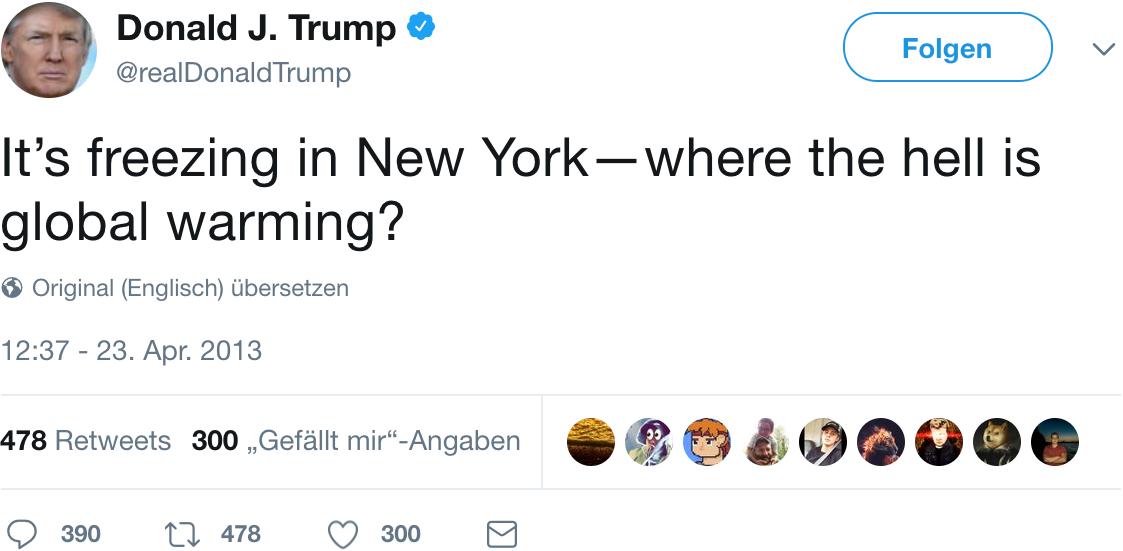 Donald J. Trump
@realDonaldTrump
Folgen
It’s freezing in New York—where the hell is
global warming?
Original (Englisch) übersetzen
12:37 - 23. Apr. 2013
478 Retweets 300 „Gefällt mir“-Angaben
390 478 300